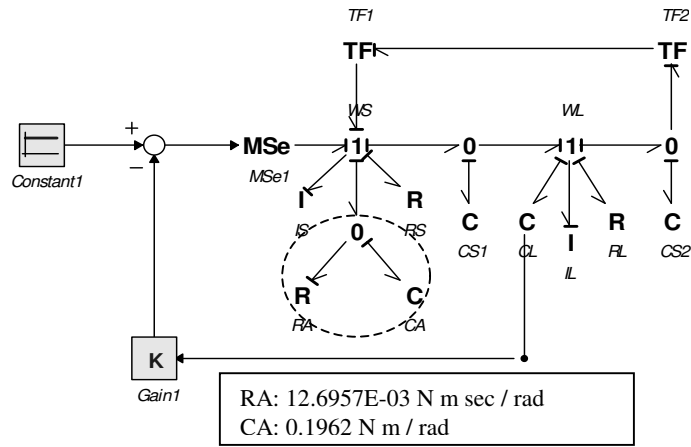 TF1 TF2
TF TF
WS WL
+
−
MSe 1 0 1 0
Constant1
MSe1
I R
C C I R C
IS 0 RS
CS1 CL IL RL CS2
R C
RA CA
K
Gain1
RA: 12.6957E-03 N m sec / rad
CA: 0.1962 N m / rad